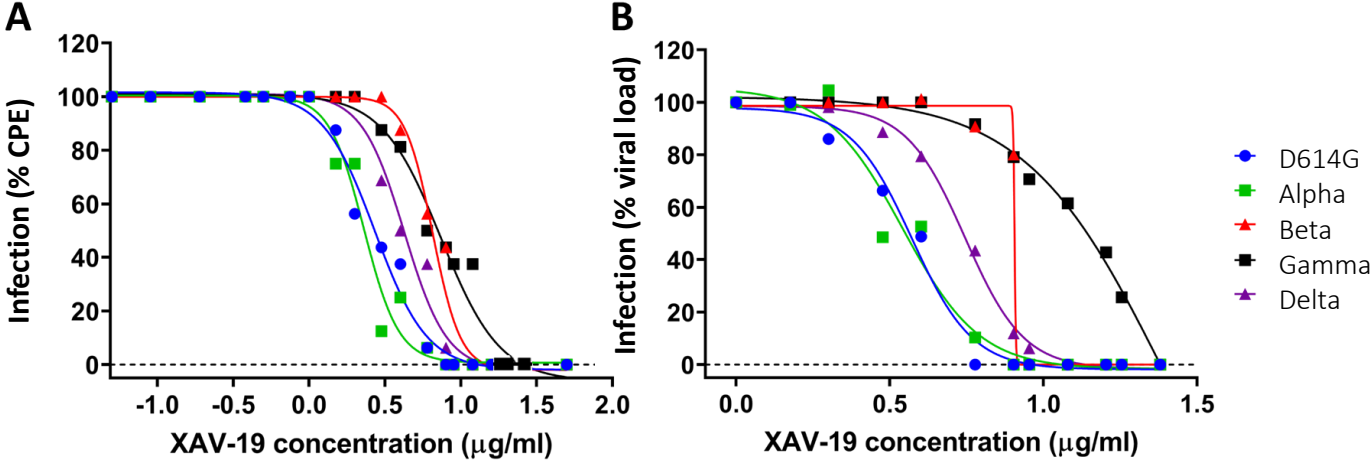 A
Infection (% CPE)
120
100
80
60
40
20
0
-1.0 -0.5 0.0 0.5 1.0 1.5 2.0
XAV-19 concentration (μg/ml)
B
Infection (% viral load)
120
100
80
60
40
20
0
0.0 0.5 1.0 1.5
XAV-19 concentration (μg/ml)
D614G
Alpha
Beta
Gamma
Delta